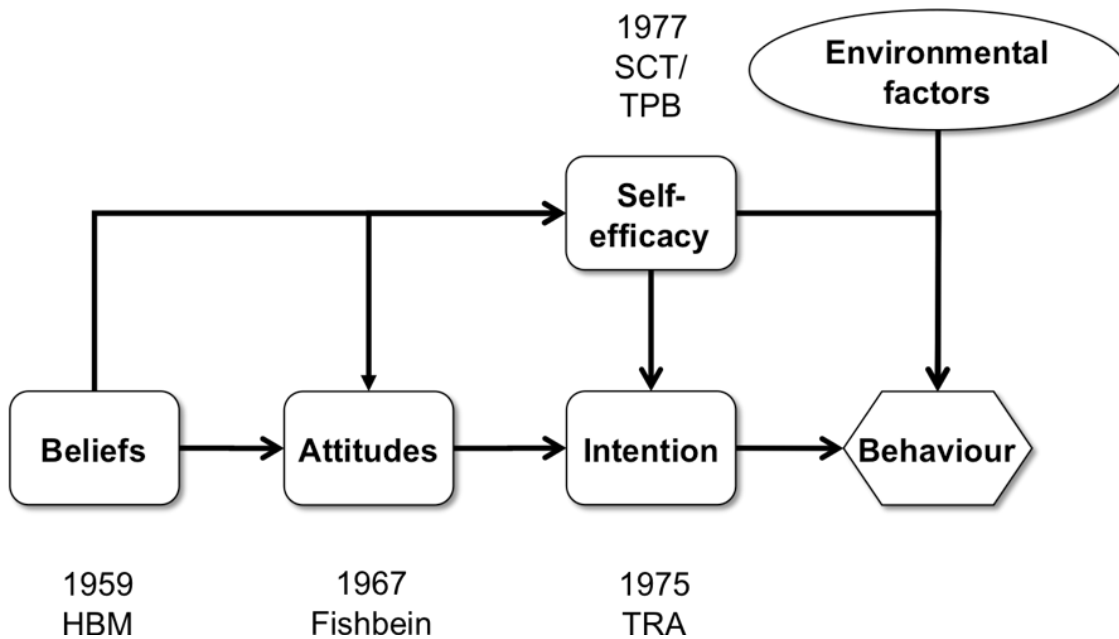 1977
SCT/
TPB
Environmental
factors
Self-
efficacy
Beliefs
Attitudes
Intention
Behaviour
1959
HBM
1967
Fishbein
1975
TRA